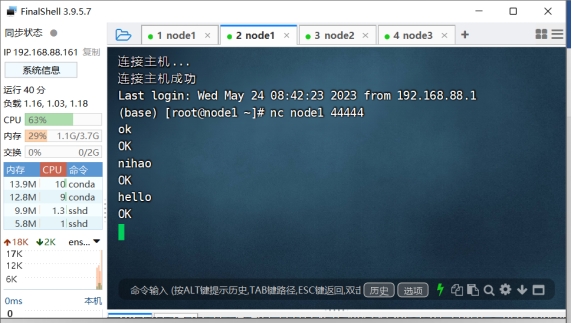 FinalShell 3.9.5.7
同步状态
IP 192.168.88.161 复制
系统信息
运行 40 分
负载 1.16, 1.03, 1.18
CPU 63%
内存 29% 1.1G/3.7G
交换 0% 0/2G
内存 CPU 命令
13.9M 10 conda
12.8M 9 conda
9.9M 1.3 sshd
5.8M 1 sshd
18K 2K ens...
17K
12K
6K
0ms 本机
0
1 node1
2 node1
3 node2
4 node3
连接主机...
连接主机成功
Last login: Wed May 24 08:42:23 2023 from 192.168.88.1
(base) [root@node1 ~]# nc node1 44444
ok
OK
nihao
OK
hello
OK
命令输入 (按ALT键提示历史,TAB键路径,ESC键返回,双击 历史 选项